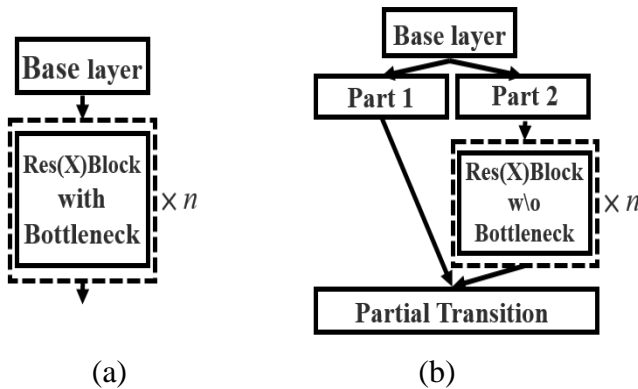 Base layer
Res(X)Block
with
Bottleneck
× n
(a)
Base layer
Part 1
Part 2
Res(X)Block
w\o
Bottleneck
× n
Partial Transition
(b)